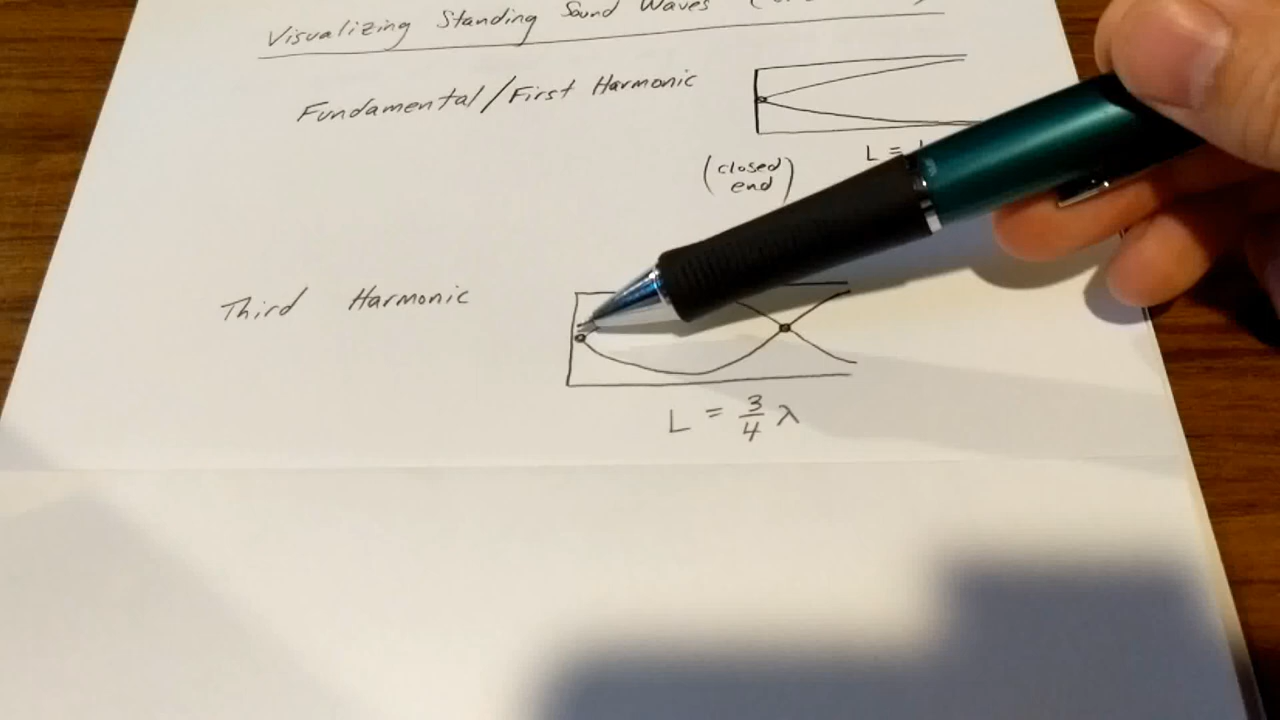 Visualizing Standing Sound Waves
Fundamental/First Harmonic
L =
(closed end)
Third Harmonic
L = 3/4 λ